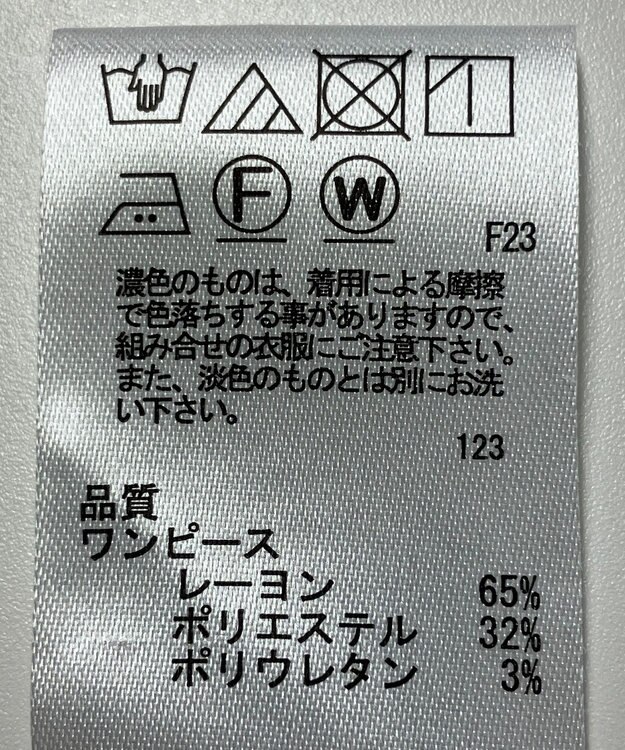 F W
F23
濃色のものは、着用による摩擦
で色落ちする事がありますので、
組み合せの衣服にご注意下さい。
また、淡色のものとは別にお洗
い下さい。
123
品質
ワンピース
レーヨン 65%
ポリエステル 32%
ポリウレタン 3%